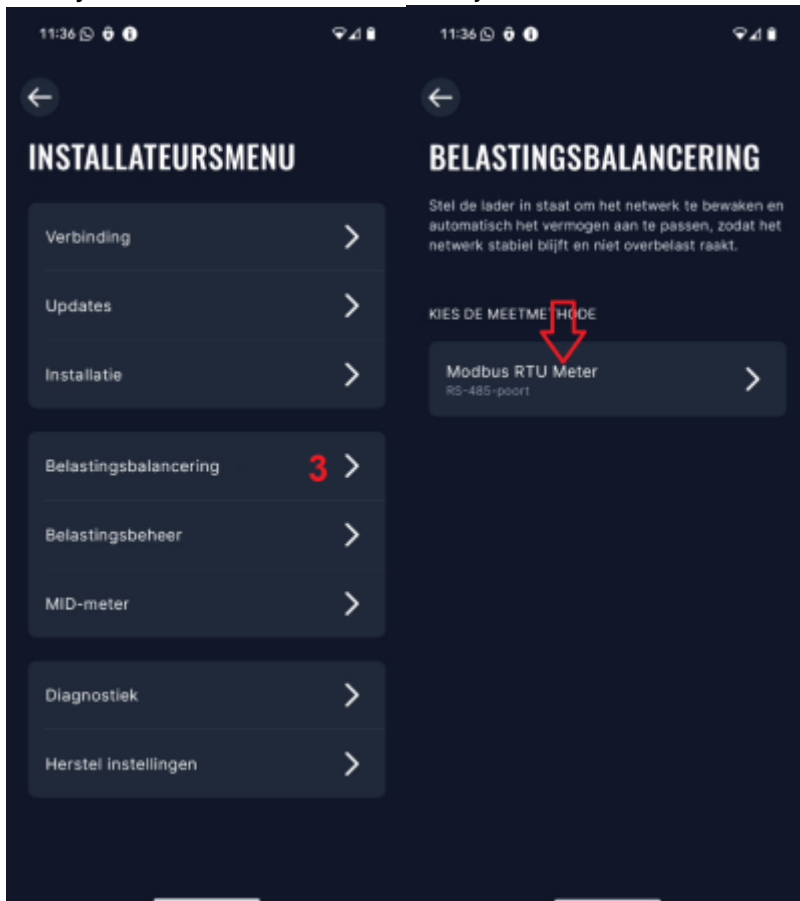 11:36
INSTALLATEURSMENU
Verbinding
Updates
Installatie
Belastingsbalancering
3
Belastingsbeheer
MID-meter
Diagnostiek
Herstel instellingen
11:36
BELASTINGSBALANCERING
Stel de lader in staat om het netwerk te bewaken en
automatisch het vermogen aan te passen, zodat het
netwerk stabiel blijft en niet overbelast raakt.
KIES DE MEETMETHODE
Modbus RTU Meter
RS-485-poort